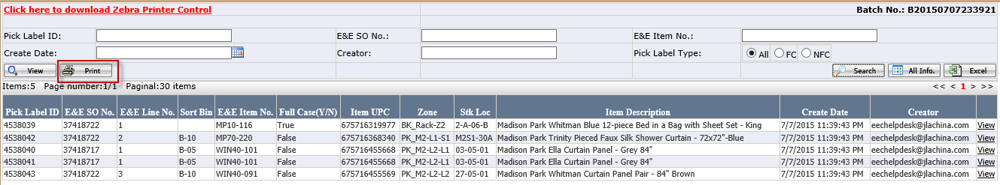 Click here to download Zebra Printer Control Batch No.: B20150707233921
Pick Label ID: E&E SO No.: E&E Item No.:
Create Date: Creator: Pick Label Type: All FC NFC
View Print Search All Info. Excel
Items:5 Page number:1/1 Paginal:30 items << < 1 > >>
Pick Label ID E&E SO No. E&E Line No. Sort Bin E&E Item No. Full Case(Y/N) Item UPC Zone Stk Loc Item Description Create Date Creator
4538039 37418722 1 MP10-116 True 675716319977 BK_Rack-Z2 2-A-06-B Madison Park Whitman Blue 12-piece Bed in a Bag with Sheet Set - King 7/7/2015 11:39:43 PM eechelpdesk@jlachina.com View
4538042 37418722 2 B-10 MP70-220 False 675716368340 PK_M2-L1-S1 M2S1-30A Madison Park Trinity Pieced Faux Silk Shower Curtain - 72x72"-Blue 7/7/2015 11:39:43 PM eechelpdesk@jlachina.com View
4538040 37418717 1 B-05 WIN40-101 False 675716455668 PK_M2-L2-L1 03-05-01 Madison Park Ella Curtain Panel - Grey 84" 7/7/2015 11:39:43 PM eechelpdesk@jlachina.com View
4538041 37418717 1 B-05 WIN40-101 False 675716455668 PK_M2-L2-L1 03-05-01 Madison Park Ella Curtain Panel - Grey 84" 7/7/2015 11:39:43 PM eechelpdesk@jlachina.com View
4538043 37418722 3 B-10 WIN40-091 False 675716455569 PK_M2-L2-L2 27-05-01 Madison Park Whitman Curtain Panel Pair - 84" Brown 7/7/2015 11:39:43 PM eechelpdesk@jlachina.com View